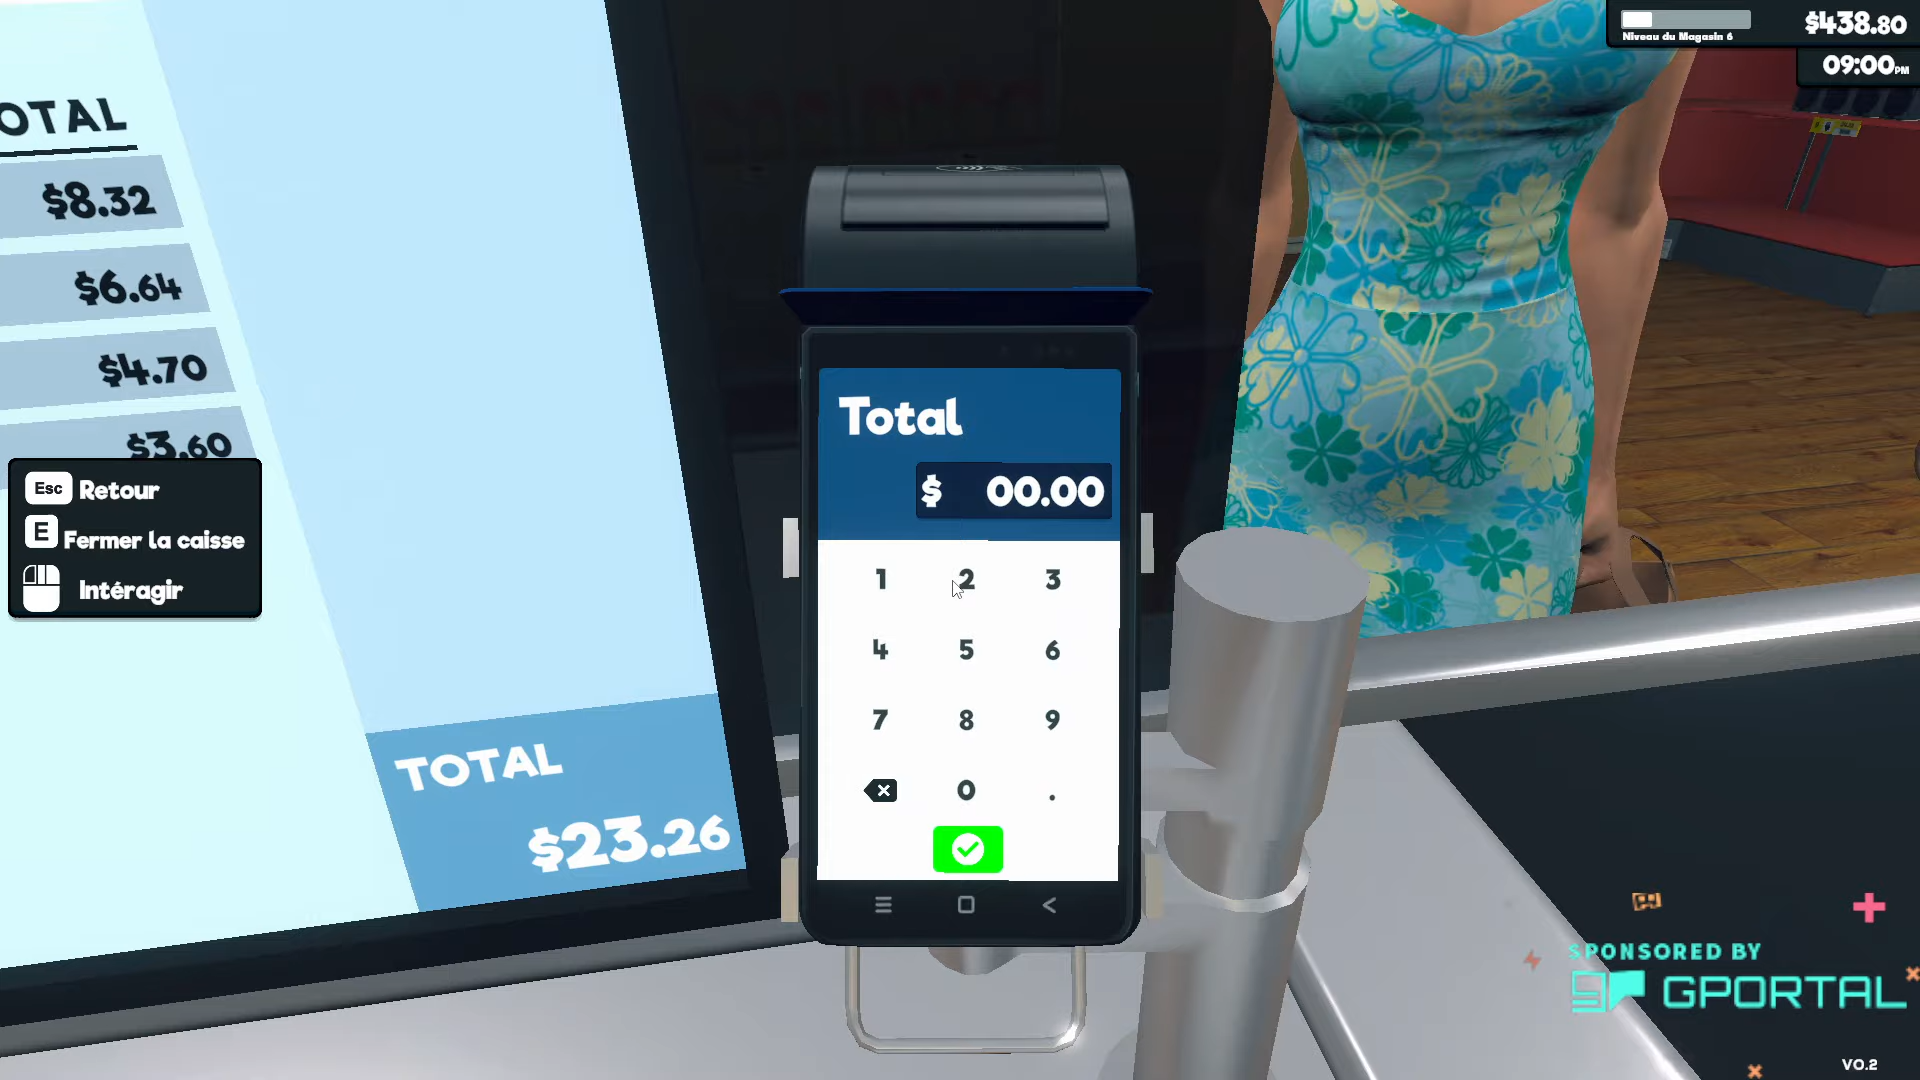 OTAL
$8.32
$6.64
$4.70
$3.60
Esc Retour
E Fermer la caisse
Intéragir
TOTAL
$23.26
Total
$ 00.00
1 2 3
4 5 6
7 8 9
0 .
$438.80
Niveau du Magasin 6
09:00PM
SPONSORED BY
GPORTAL
V0.2